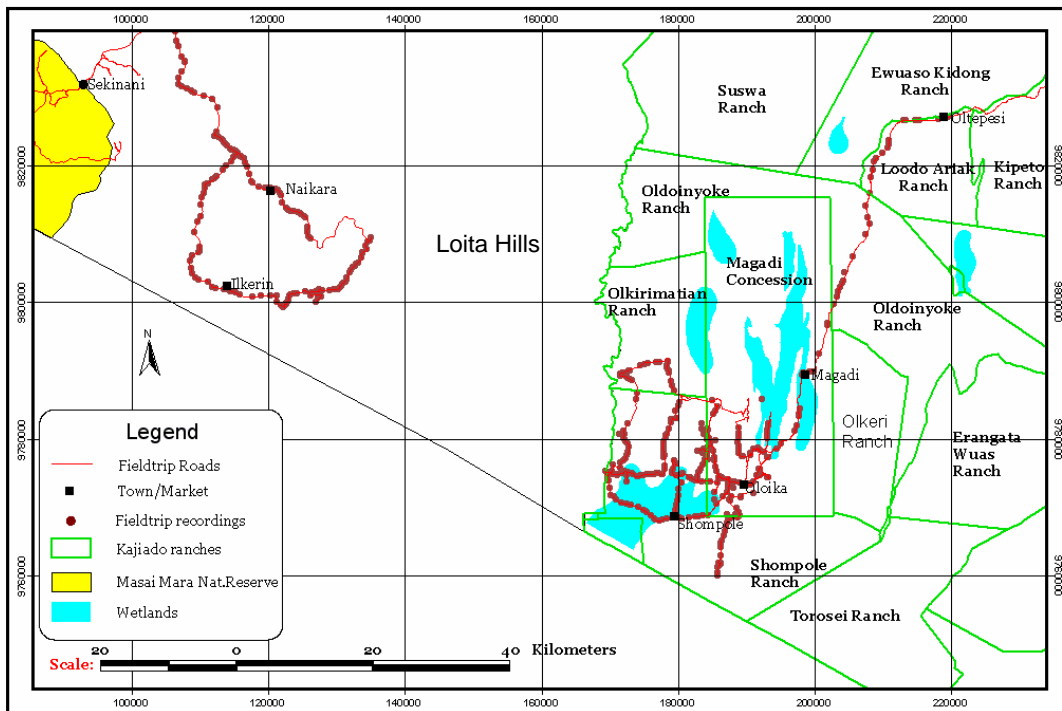 100000 120000 140000 160000 180000 200000 220000
Sekinani
Suswa
Ranch
Ewuaso Kidong
Ranch
Oltepesi
9820000
9820000
Naikara
Oldoinyoke
Ranch
Loodo Ariak
Ranch
Kipeto
Ranch
Loita Hills
Magadi
Concession
Ilkerin
Olkirimatian
Ranch
9800000
9800000
Oldoinyoke
Ranch
N
Magadi
Olkeri
Ranch
9780000
9780000
Erangata
Wuas
Ranch
Oloika
Shompole
Shompole
Ranch
9760000
9760000
Torosei Ranch
Legend
Fieldtrip Roads
Town/Market
Fieldtrip recordings
Kajiado ranches
Masai Mara Nat.Reserve
Wetlands
20 0 20 40 Kilometers
Scale:
100000 120000 140000 160000 180000 200000 220000